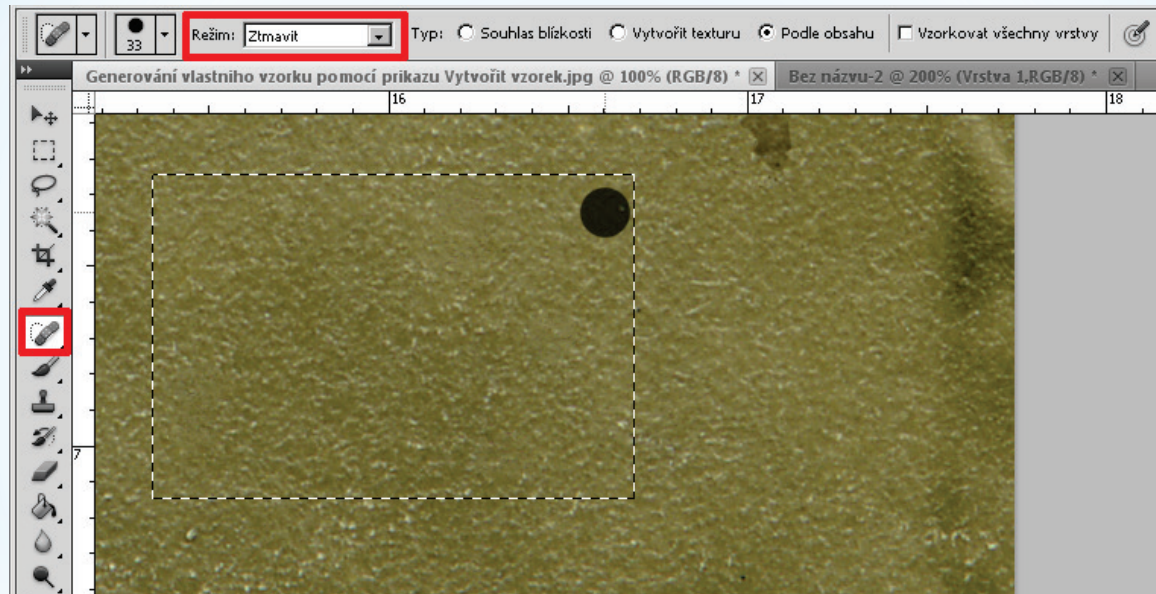 33 Režim: Ztmavit Typ: Souhlas blízkosti Vytvořit texturu Podle obsahu Vzorkovat všechny vrstvy
Generování vlastního vzorku pomocí prikazu Vytvořit vzorek.jpg @ 100% (RGB/8) * Bez názvu-2 @ 200% (Vrstva 1,RGB/8) *
16 17 18
7